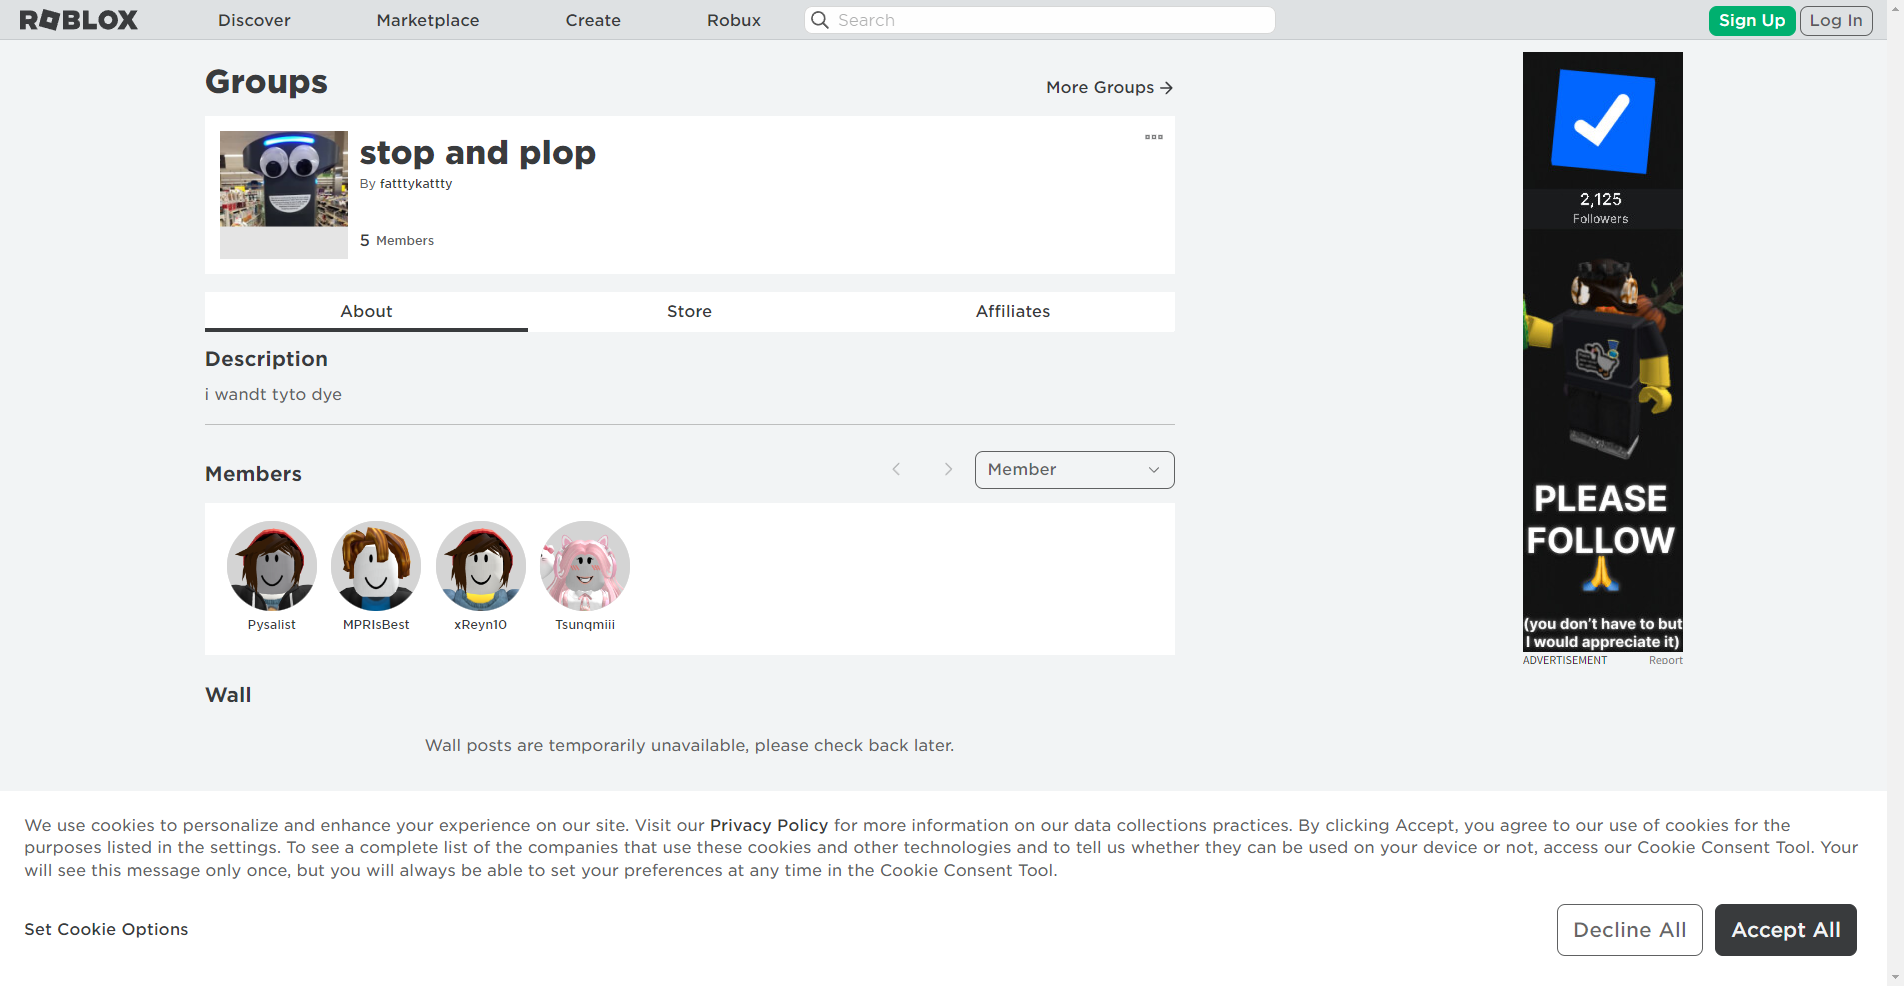 ROBLOX
Discover
Marketplace
Create
Robux
Search
Sign Up
Log In
Groups
More Groups →
stop and plop
By fatttykattty
5 Members
About
Store
Affiliates
Description
i wandt tyto dye
Members
Member
Pysalist
MPRIsBest
xReyn10
Tsunqmiii
Wall
Wall posts are temporarily unavailable, please check back later.
2,125
Followers
PLEASE
FOLLOW
🙏
(you don't have to but
I would appreciate it)
ADVERTISEMENT
Report
We use cookies to personalize and enhance your experience on our site. Visit our Privacy Policy for more information on our data collections practices. By clicking Accept, you agree to our use of cookies for the
purposes listed in the settings. To see a complete list of the companies that use these cookies and other technologies and to tell us whether they can be used on your device or not, access our Cookie Consent Tool. Your
will see this message only once, but you will always be able to set your preferences at any time in the Cookie Consent Tool.
Set Cookie Options
Decline All
Accept All